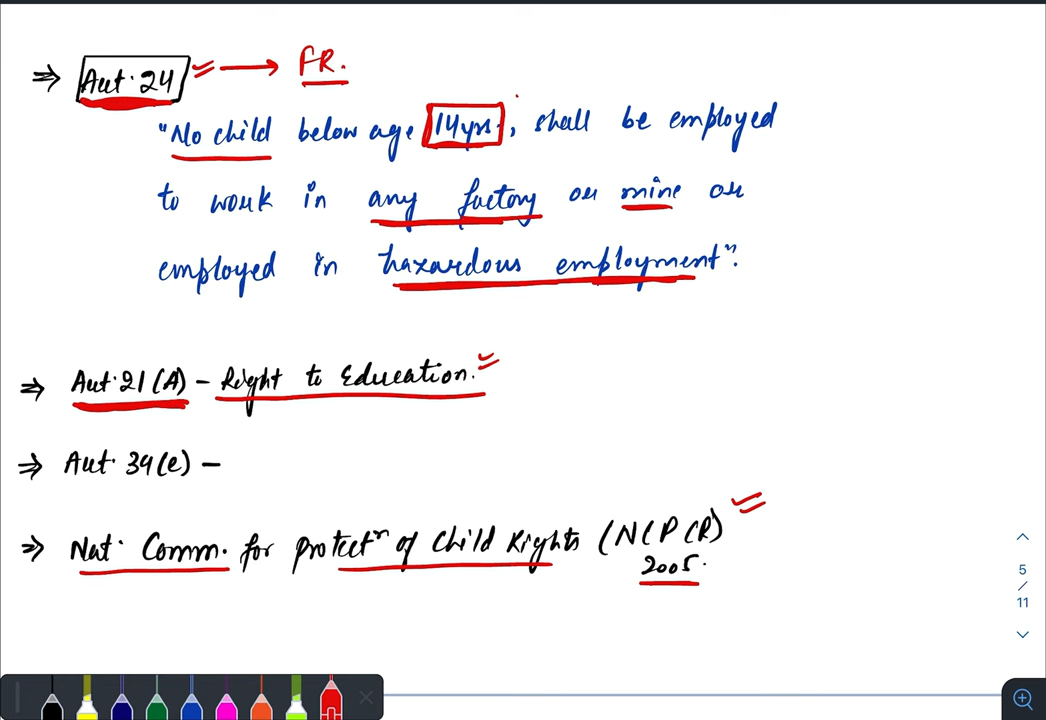 ⇒ Art. 24 → FR.
"No child below age 14 yrs., shall be employed
to work in any factory or mine or
employed in hazardous employment".
⇒ Art. 21(A) - Right to Education.
⇒ Art. 39(e) -
⇒ Nat. Comm. for Protectⁿ of Child Rights (NCPCR)
2005.
5
/
11